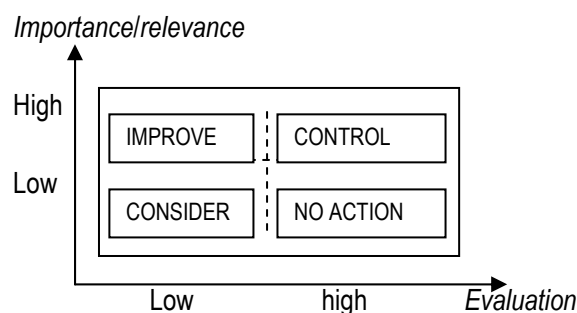 Importance/relevance
High
IMPROVE CONTROL
Low
CONSIDER NO ACTION
Low high Evaluation